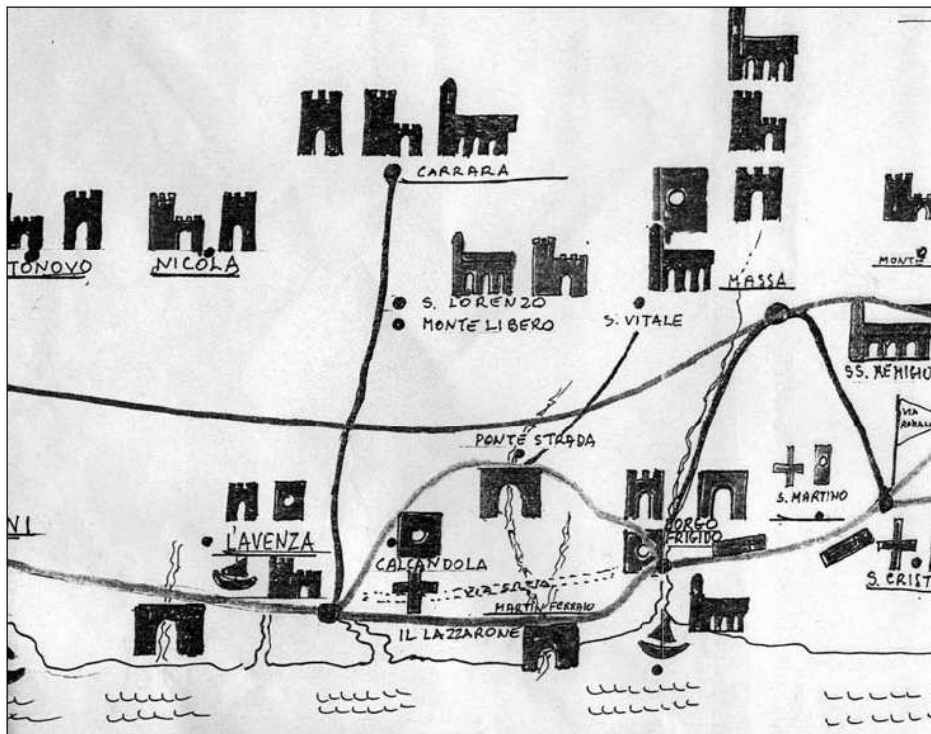 CARRARA
TONOVO
NICOLA
S. LORENZO
MONTE LIBERO
S. VITALE
MASSA
SS. REMIGIO
VIA
PONTE STRADA
S. MARTINO
BORGO
FRIGIDO
L'AVENZA
CALCANDOLA
S. CRIST
MARTIN FERRAIO
IL LAZZARONE